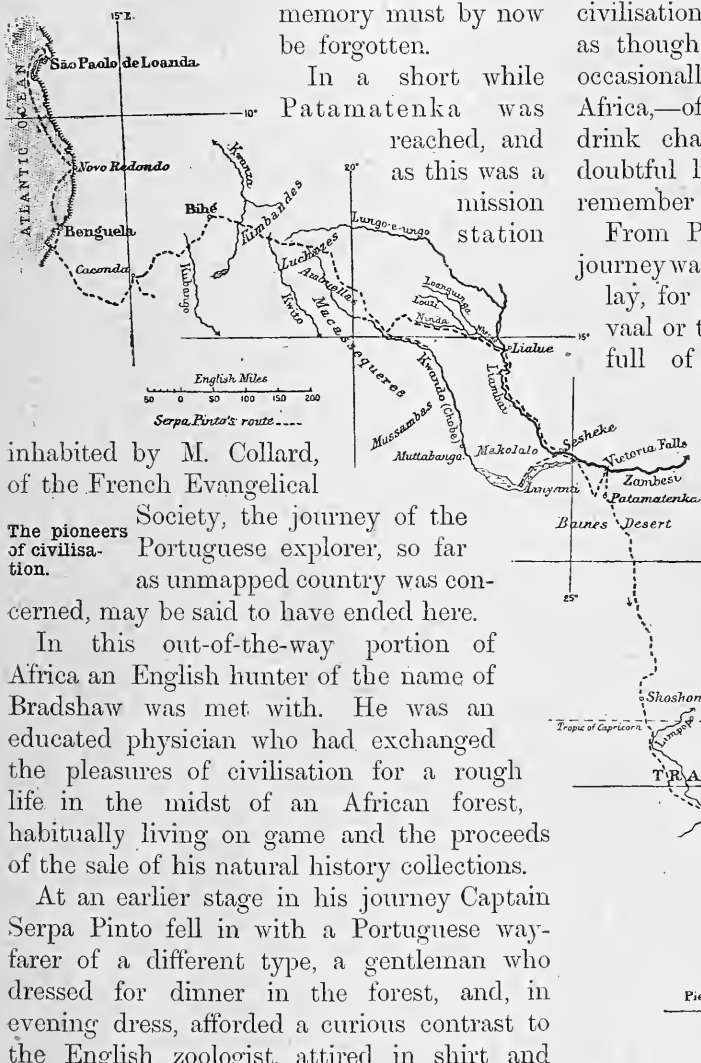 memory must by now
be forgotten.
In a short while
Patamatenka was
reached, and
as this was a
mission
station
inhabited by M. Collard,
of the French Evangelical
The pioneers
of civilisa-
tion.
Society, the journey of the
Portuguese explorer, so far
as unmapped country was con-
cerned, may be said to have ended here.
In this out-of-the-way portion of
Africa an English hunter of the name of
Bradshaw was met with. He was an
educated physician who had exchanged
the pleasures of civilisation for a rough
life in the midst of an African forest,
habitually living on game and the proceeds
of the sale of his natural history collections.
At an earlier stage in his journey Captain
Serpa Pinto fell in with a Portuguese way-
farer of a different type, a gentleman who
dressed for dinner in the forest, and, in
evening dress, afforded a curious contrast to
the English zoologist, attired in shirt and
civilisation
as though
occasionall
Africa,—of
drink cha
doubtful l
remember
From P
journey wa
lay, for
vaal or t
full of
15° E.
São Paolo de Loanda
10°
ATLANTIC OCEAN
Novo Redondo
Benguela
Caconda
Bihé
Kwanza
Kimbandes
20°
Lungo-e-ungo
Luchazes
Ambuellas
Kubango
Kwito
Macassequeres
Loanguinga
Ninda
15°
Lialue
Liambai
Kwando (Chobe)
Mussambas
Muttabanga
Makolalo
Sesheke
Victoria Falls
Zambesi
Patamatenka
Baines Desert
25°
English Miles
50 0 50 100 150 200
Serpa Pinto's route ----
Shoshon
Tropic of Capricorn
Limpopo
TRA
Pie